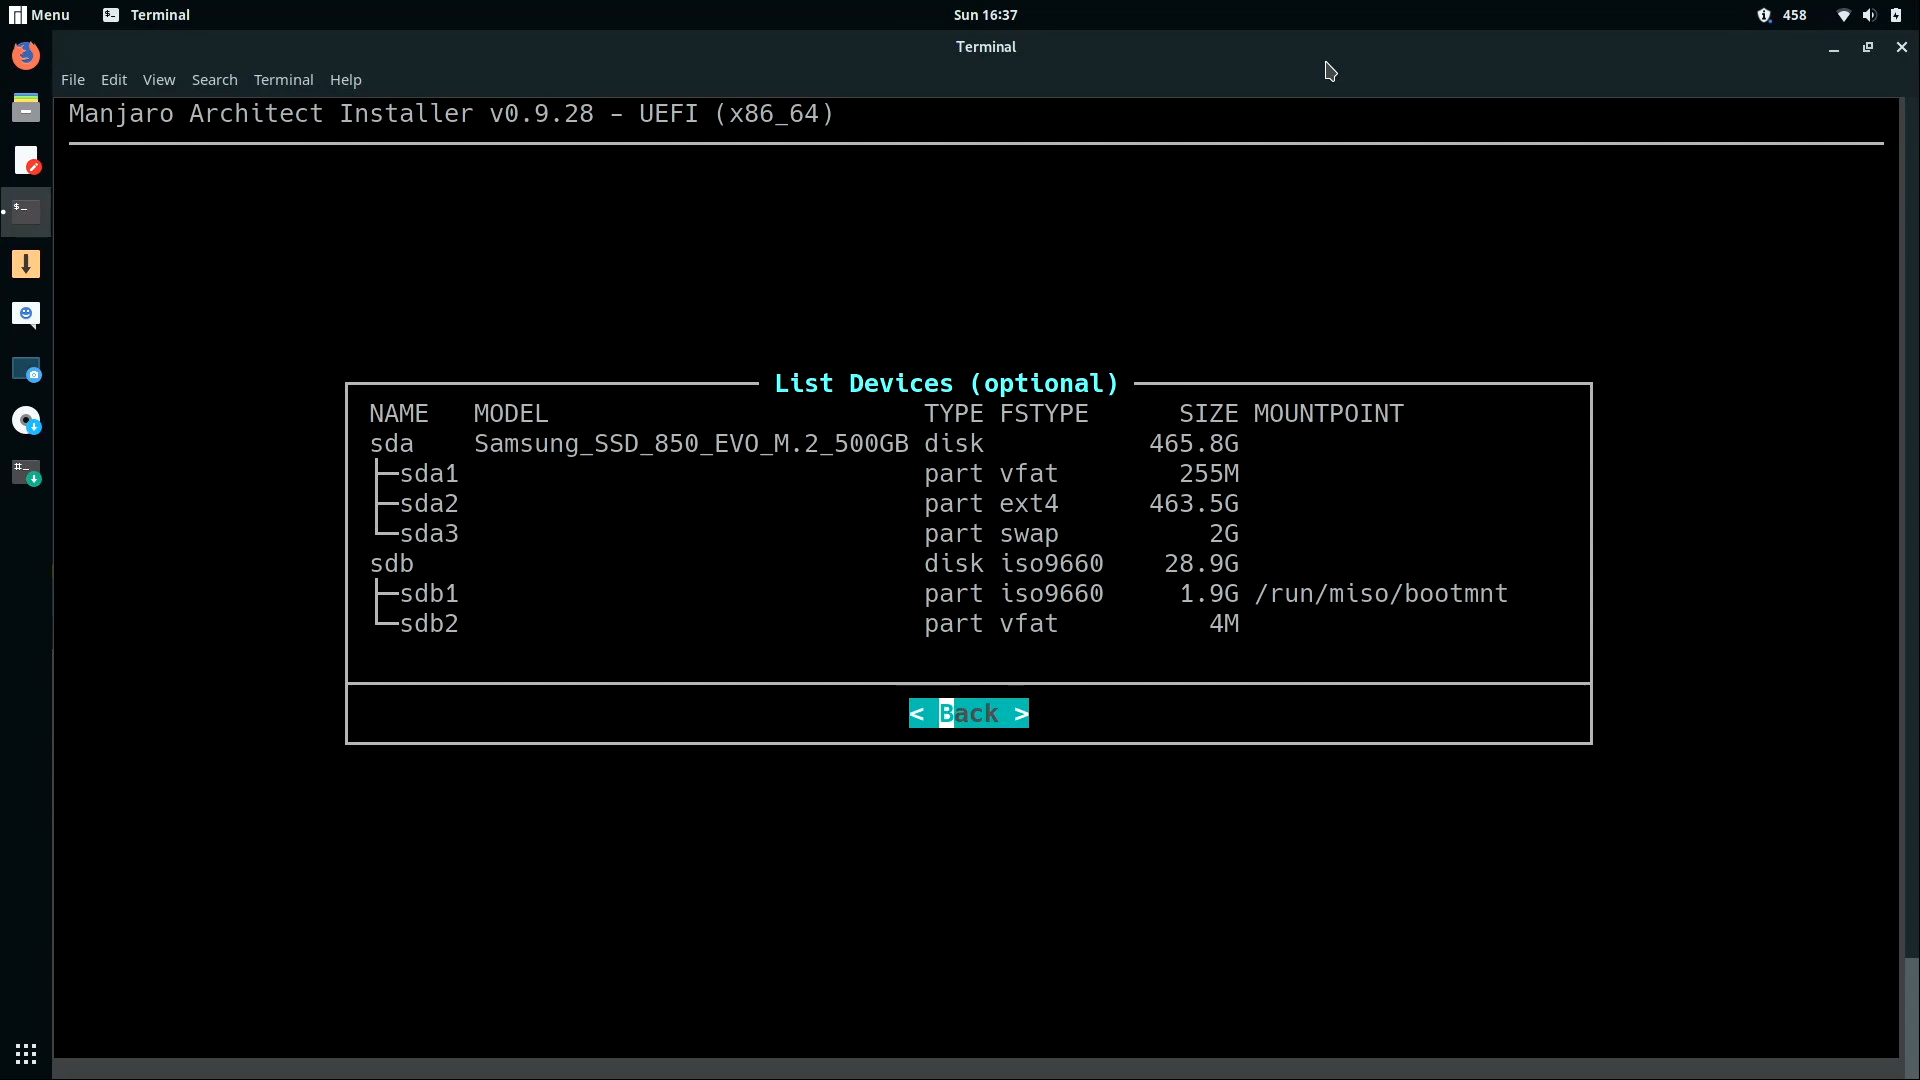 Menu Terminal Sun 16:37 458
Terminal
File Edit View Search Terminal Help
Manjaro Architect Installer v0.9.28 - UEFI (x86_64)
List Devices (optional)
NAME MODEL TYPE FSTYPE SIZE MOUNTPOINT
sda Samsung_SSD_850_EVO_M.2_500GB disk 465.8G
├─sda1 part vfat 255M
├─sda2 part ext4 463.5G
└─sda3 part swap 2G
sdb disk iso9660 28.9G
├─sdb1 part iso9660 1.9G /run/miso/bootmnt
└─sdb2 part vfat 4M
< Back >